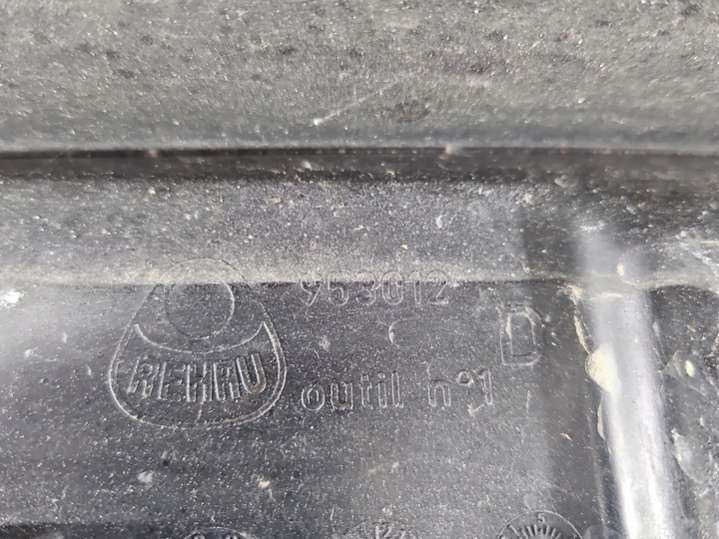 953012
D
REHAU
outil n°1